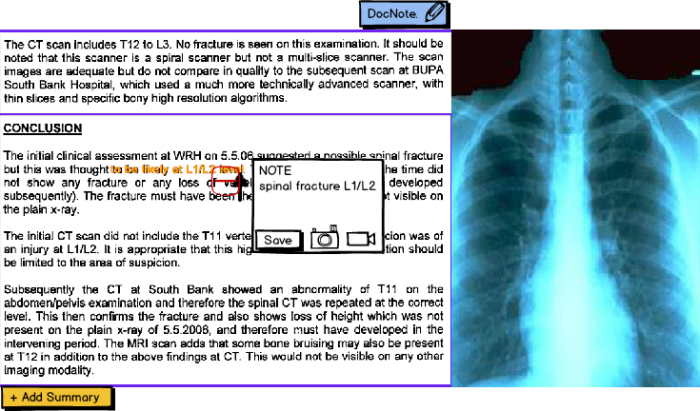 DocNote.
The CT scan includes T12 to L3. No fracture is seen on this examination. It should be
noted that this scanner is a spiral scanner but not a multi-slice scanner. The scan
images are adequate but do not compare in quality to the subsequent scan at BUPA
South Bank Hospital, which used a much more technically advanced scanner, with
thin slices and specific bony high resolution algorithms.
CONCLUSION
The initial clinical assessment at WRH on 5.5.06 suggested a possible spinal fracture
but this was thought to be likely at L1/L2 level. he time did
not show any fracture or any loss of developed
subsequently). The fracture must have been t visible on
the plain x-ray.
NOTE
spinal fracture L1/L2
Save
The initial CT scan did not include the T11 cion was of
an injury at L1/L2. It is appropriate that this tion should
be limited to the area of suspicion.
Subsequently the CT at South Bank showed an abnormality of T11 on the
abdomen/pelvis examination and therefore the spinal CT was repeated at the correct
level. This then confirms the fracture and also shows loss of height which was not
present on the plain x-ray of 5.5.2006, and therefore must have developed in the
intervening period. The MRI scan adds that some bone bruising may also be present
at T12 in addition to the above findings at CT. This would not be visible on any other
imaging modality.
+ Add Summary